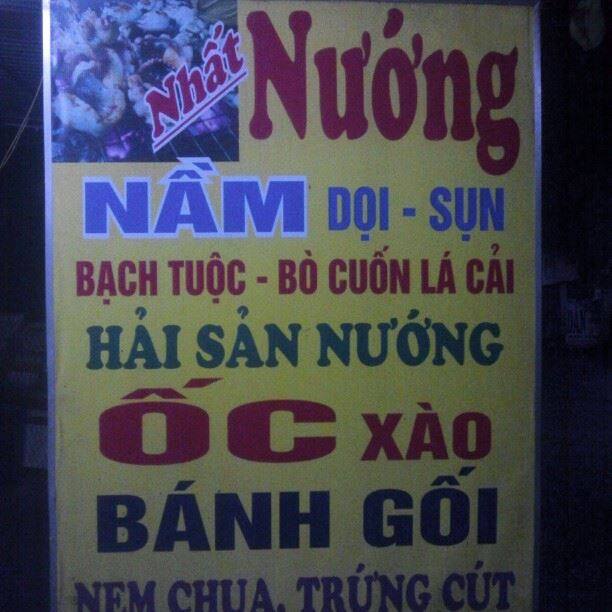 Nhất Nướng
NẦM DỌI - SỤN
BẠCH TUỘC - BÒ CUỐN LÁ CẢI
HẢI SẢN NƯỚNG
ỐC XÀO
BÁNH GỐI
NEM CHUA, TRỨNG CÚT